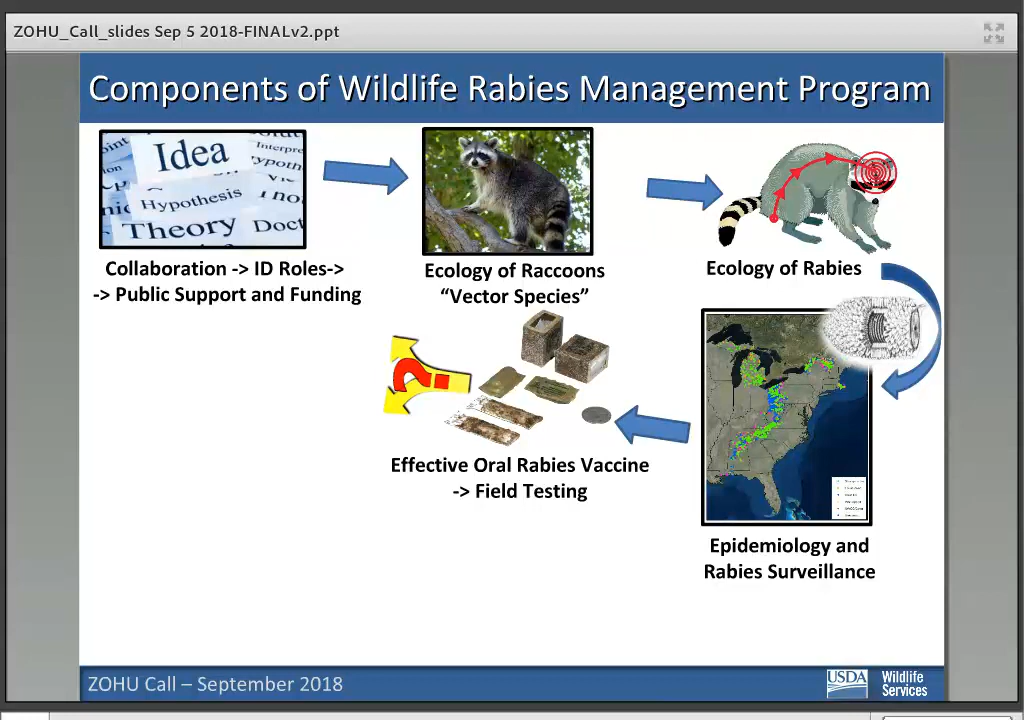 ZOHU_Call_slides Sep 5 2018-FINALv2.ppt
Components of Wildlife Rabies Management Program
Idea
Hypothesis
Theory
Collaboration -> ID Roles->
-> Public Support and Funding
Ecology of Raccoons
“Vector Species”
Ecology of Rabies
?!
Effective Oral Rabies Vaccine
-> Field Testing
Epidemiology and
Rabies Surveillance
ZOHU Call – September 2018
USDA
Wildlife
Services